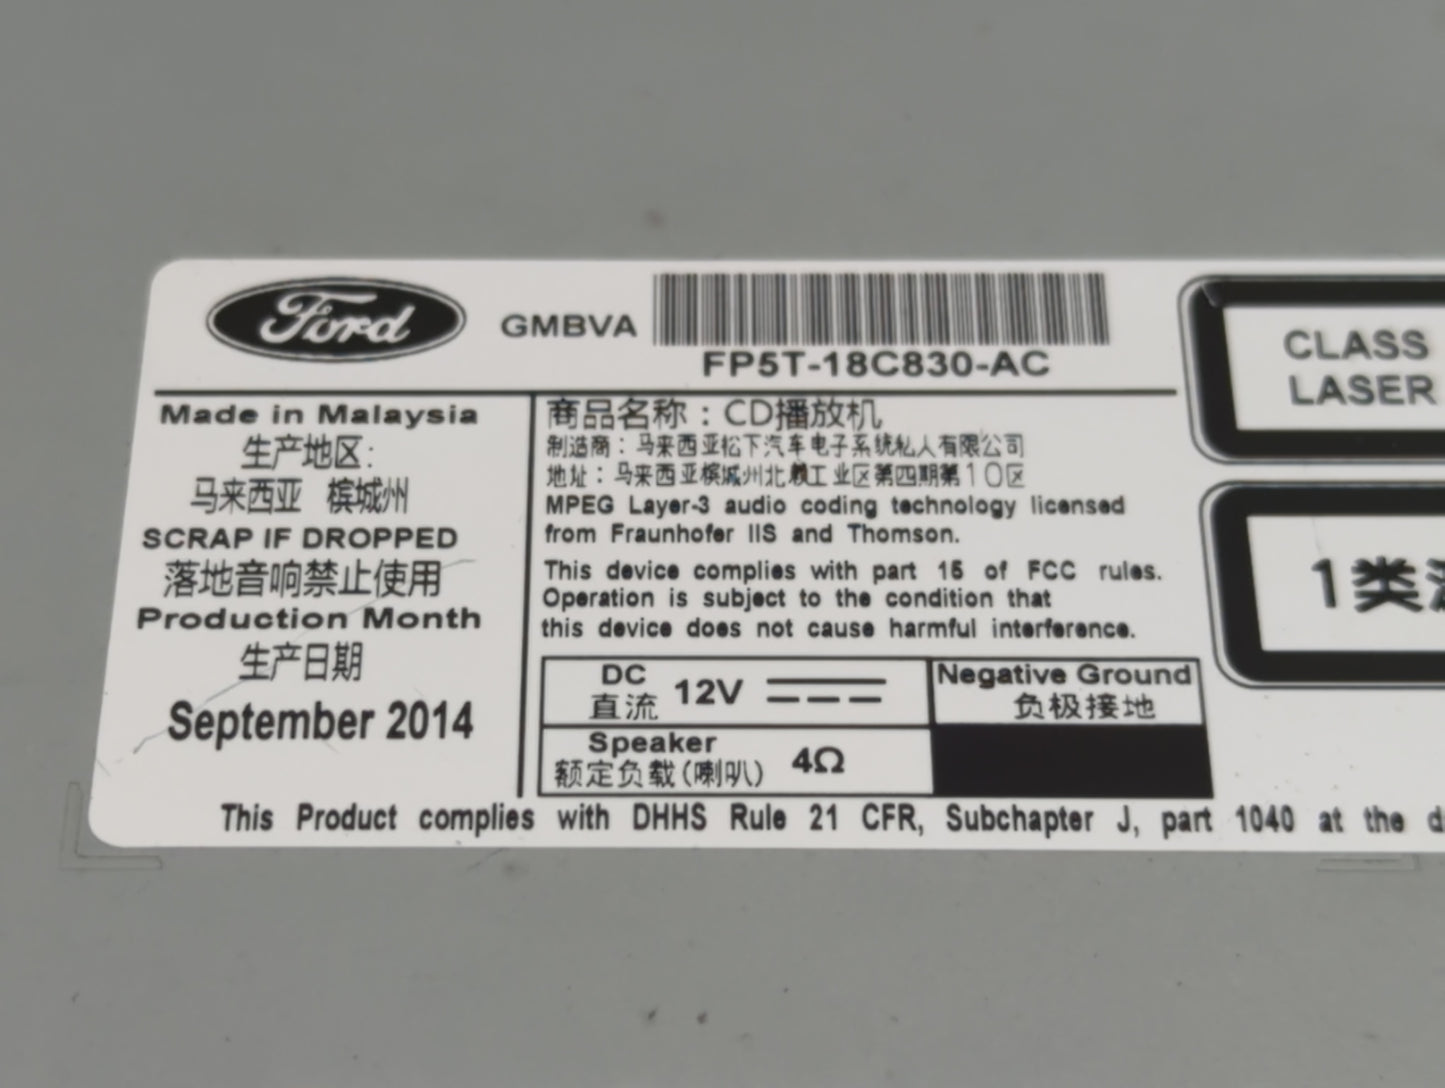 Ford
GMBVA
FP5T-18C830-AC
Made in Malaysia
生产地区:
马来西亚 槟城州
SCRAP IF DROPPED
落地音响禁止使用
Production Month
生产日期
September 2014
商品名称：CD播放机
制造商：马来西亚松下汽车电子系统私人有限公司
地址：马来西亚槟城州北赖工业区第四期第10区
MPEG Layer-3 audio coding technology licensed
from Fraunhofer IIS and Thomson.
This device complies with part 15 of FCC rules.
Operation is subject to the condition that
this device does not cause harmful interference.
DC 12V
直流
Negative Ground
负极接地
Speaker 4Ω
额定负载(喇叭)
This Product complies with DHHS Rule 21 CFR, Subchapter J, part 1040 at the
CLASS
LASER
1类